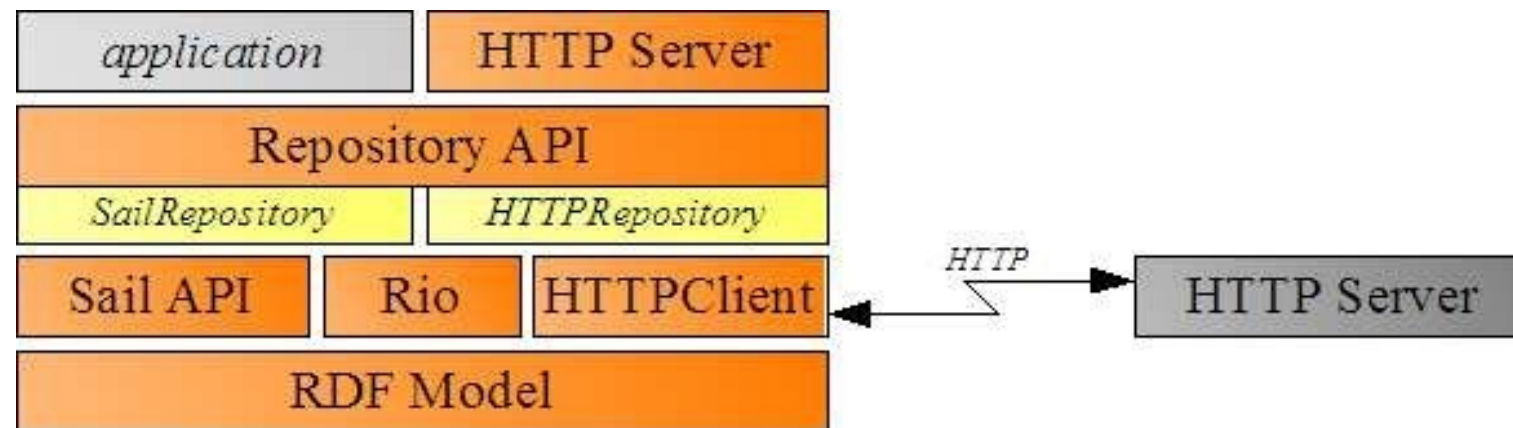 application
HTTP Server
Repository API
SailRepository
HTTPRepository
Sail API
Rio
HTTPClient
HTTP
HTTP Server
RDF Model